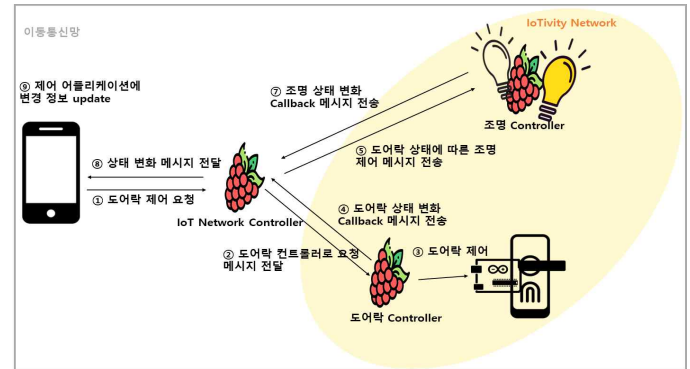 이동통신망
IoTivity Network
⑨ 제어 어플리케이션에
변경 정보 update
⑦ 조명 상태 변화
Callback 메시지 전송
조명 Controller
⑤ 도어락 상태에 따른 조명
제어 메시지 전송
⑧ 상태 변화 메시지 전달
① 도어락 제어 요청
IoT Network Controller
④ 도어락 상태 변화
Callback 메시지 전송
② 도어락 컨트롤러로 요청
메시지 전달
③ 도어락 제어
도어락 Controller